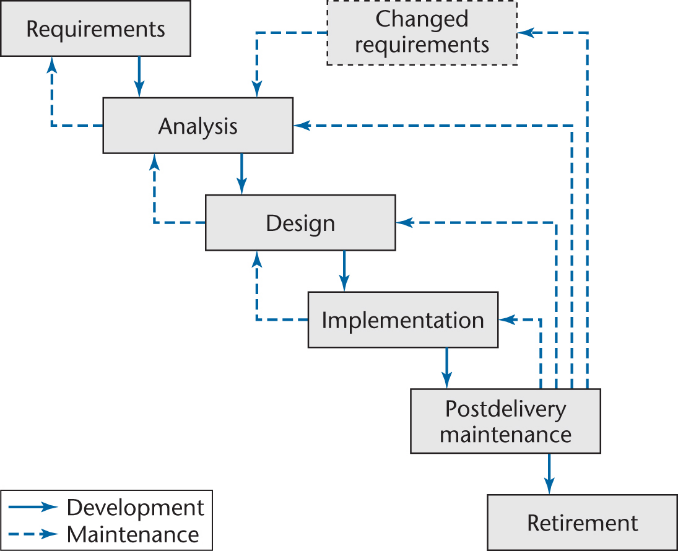 Requirements
Changed
requirements
Analysis
Design
Implementation
Postdelivery
maintenance
Retirement
Development
Maintenance